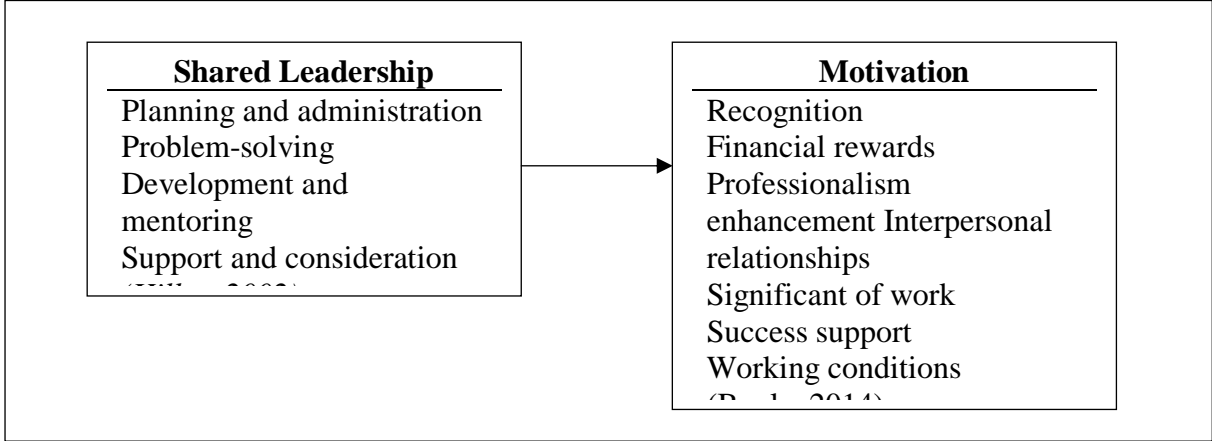 Shared Leadership
Planning and administration
Problem-solving
Development and
mentoring
Support and consideration
Motivation
Recognition
Financial rewards
Professionalism
enhancement Interpersonal
relationships
Significant of work
Success support
Working conditions